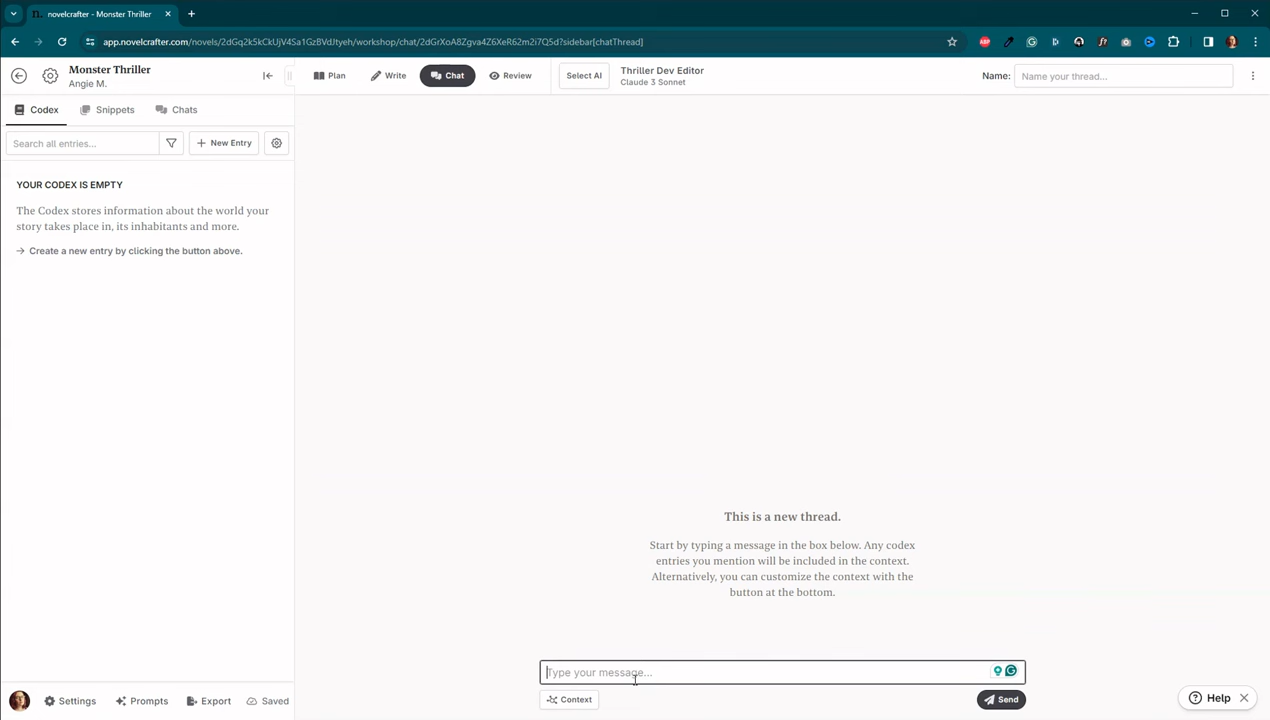 novelcrafter - Monster Thriller
app.novelcrafter.com/novels/2dGq2k5kCkUjV4Sa1GzBVdJtyeh/workshop/chat/2dGrXoA8Zgva4Z6XeR62m2i7Q5d?sidebar[chatThread]
Monster Thriller
Angie M.
Plan
Write
Chat
Review
Select AI
Thriller Dev Editor
Claude 3 Sonnet
Name:
Name your thread...
Codex
Snippets
Chats
Search all entries...
+ New Entry
YOUR CODEX IS EMPTY
The Codex stores information about the world your
story takes place in, its inhabitants and more.
→ Create a new entry by clicking the button above.
This is a new thread.
Start by typing a message in the box below. Any codex
entries you mention will be included in the context.
Alternatively, you can customize the context with the
button at the bottom.
Type your message...
Context
Send
Settings
Prompts
Export
Saved
Help